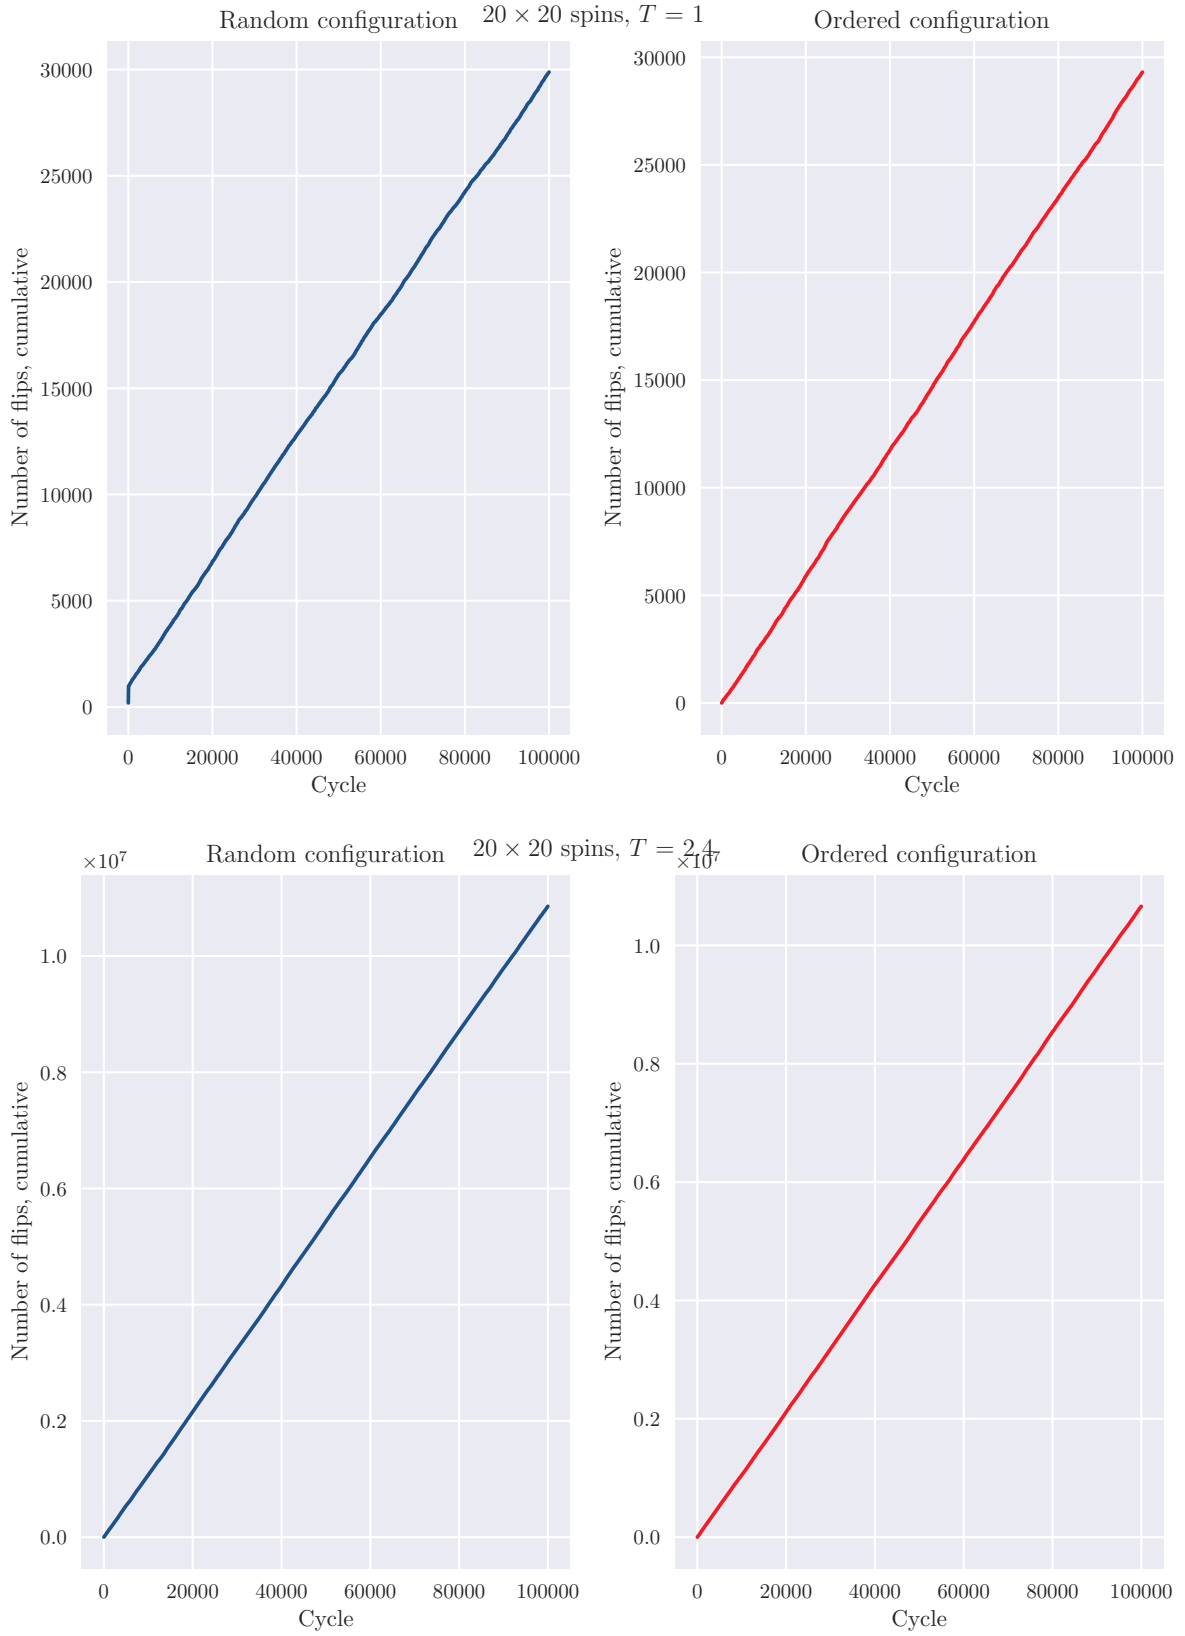 20 × 20 spins, T = 1
Random configuration
Ordered configuration
Number of flips, cumulative
30000
25000
20000
15000
10000
5000
0
0 20000 40000 60000 80000 100000
Cycle
Number of flips, cumulative
30000
25000
20000
15000
10000
5000
0
0 20000 40000 60000 80000 100000
Cycle
20 × 20 spins, T = 2.4
×10⁷
Random configuration
×10⁷
Ordered configuration
Number of flips, cumulative
1.0
0.8
0.6
0.4
0.2
0.0
0 20000 40000 60000 80000 100000
Cycle
Number of flips, cumulative
1.0
0.8
0.6
0.4
0.2
0.0
0 20000 40000 60000 80000 100000
Cycle